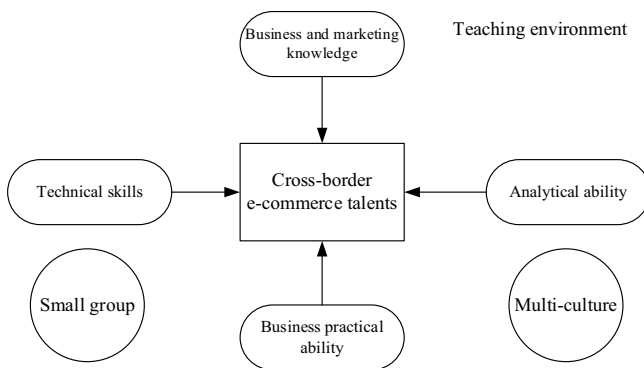 Business and marketing
knowledge
Teaching environment
Technical skills
Cross-border
e-commerce talents
Analytical ability
Small group
Business practical
ability
Multi-culture